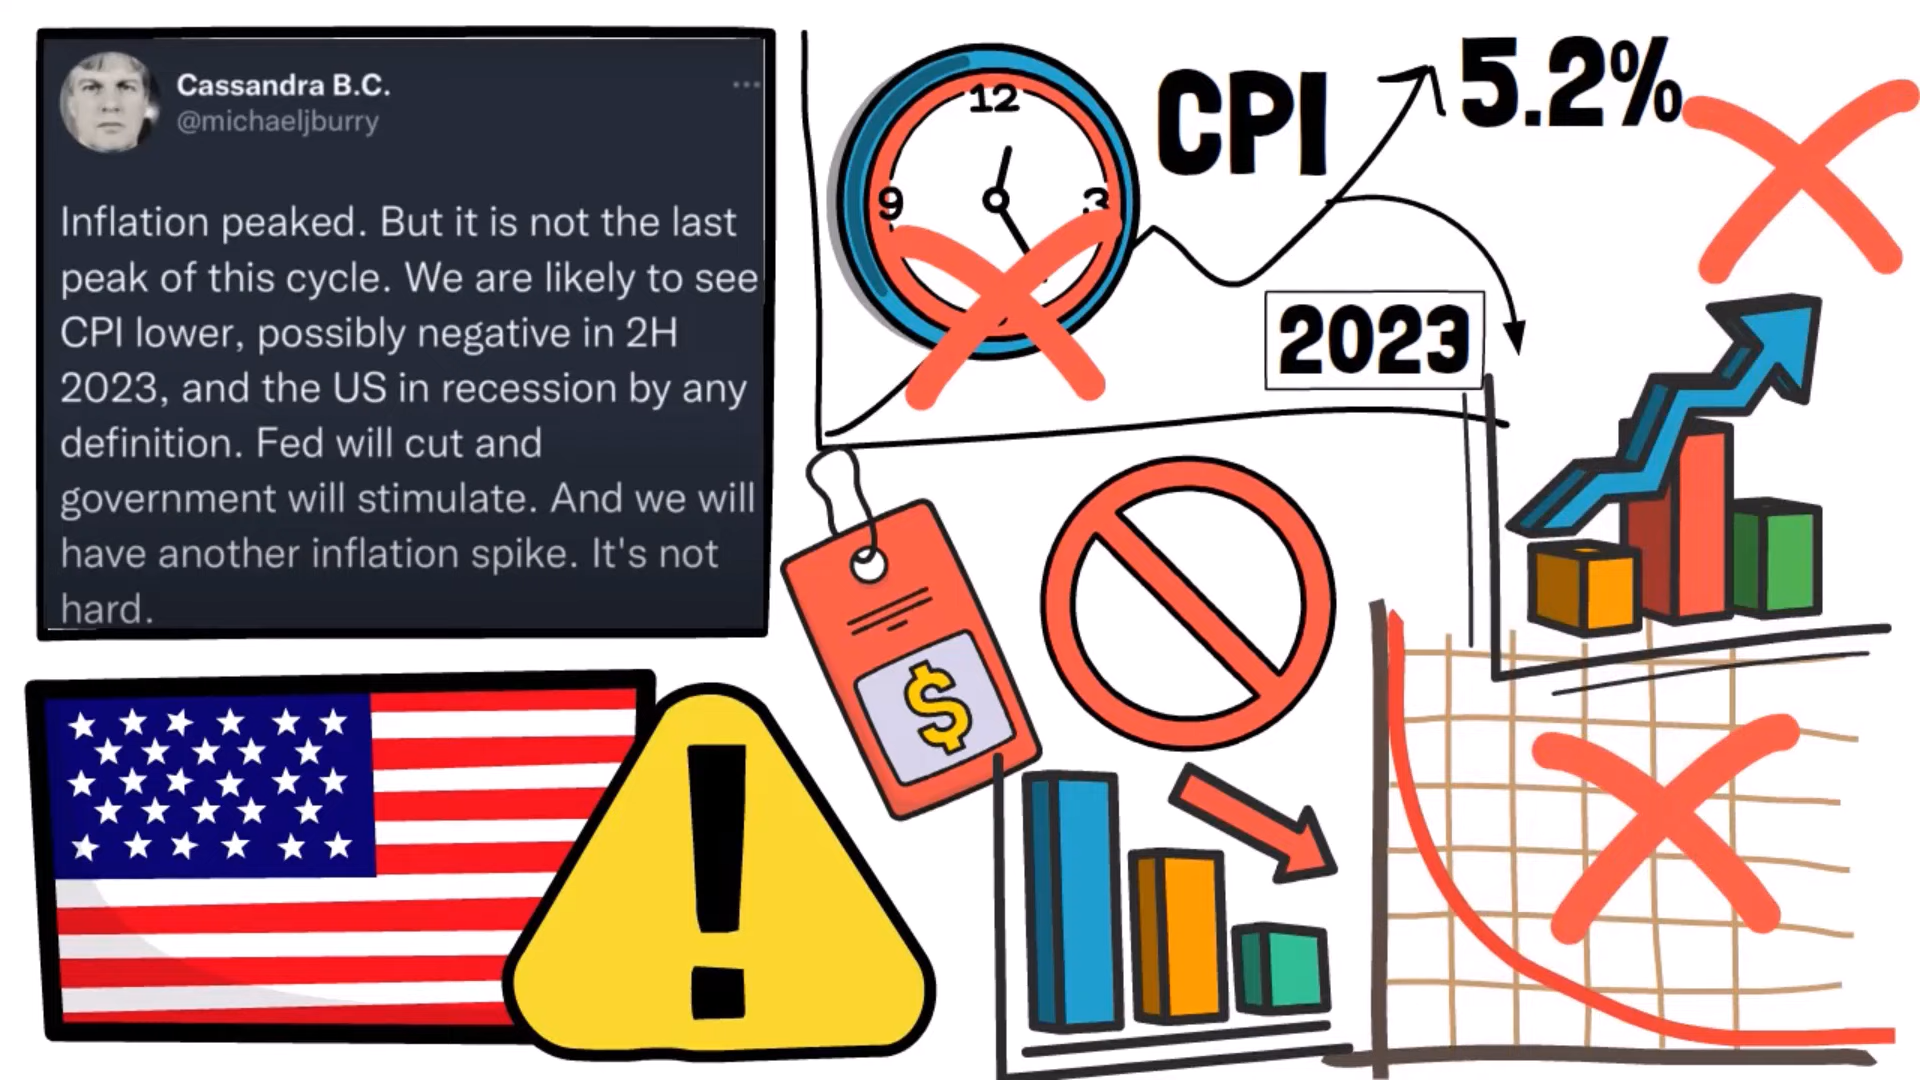 Cassandra B.C.
@michaeljburry
Inflation peaked. But it is not the last
peak of this cycle. We are likely to see
CPI lower, possibly negative in 2H
2023, and the US in recession by any
definition. Fed will cut and
government will stimulate. And we will
have another inflation spike. It's not
hard.
12
9
3
CPI
5.2%
2023
$
!